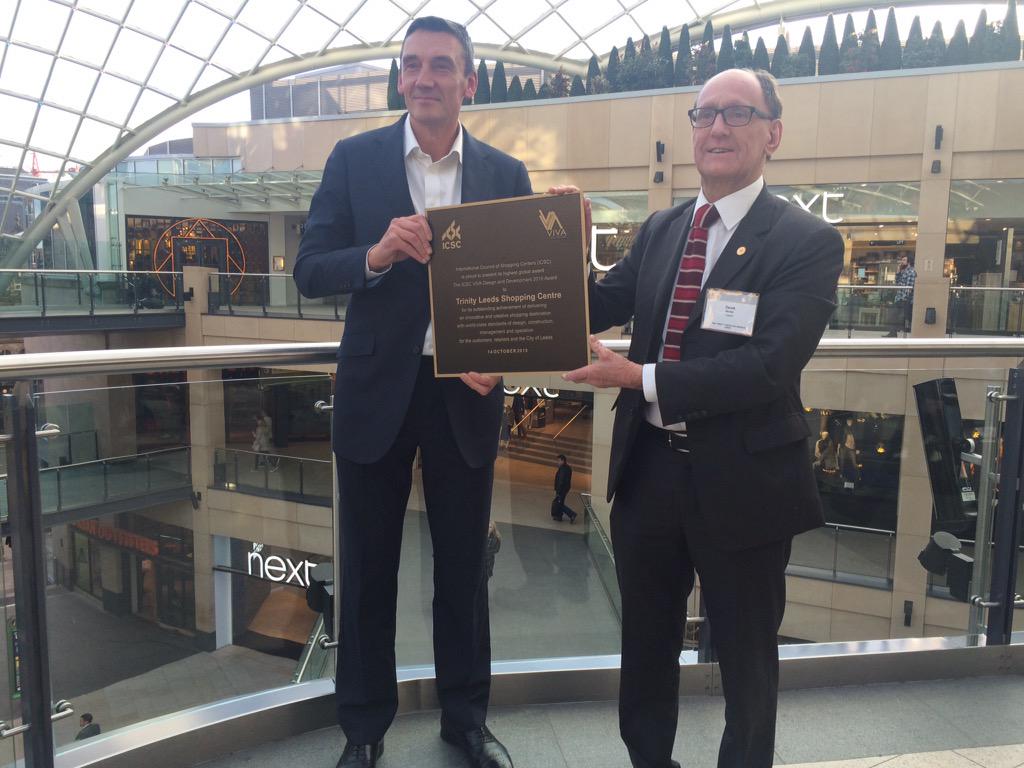 ICSC
VIVA
International Council of Shopping Centers (ICSC)
is proud to present its highest global award
The ICSC VIVA Design and Development 2015 Award
to
Trinity Leeds Shopping Centre
for its outstanding achievement of delivering
an innovative and creative shopping destination
with world-class standards of design, construction,
management and operation
for the customers, retailers and the City of Leeds
14 OCTOBER 2015
xt
t
ext
next